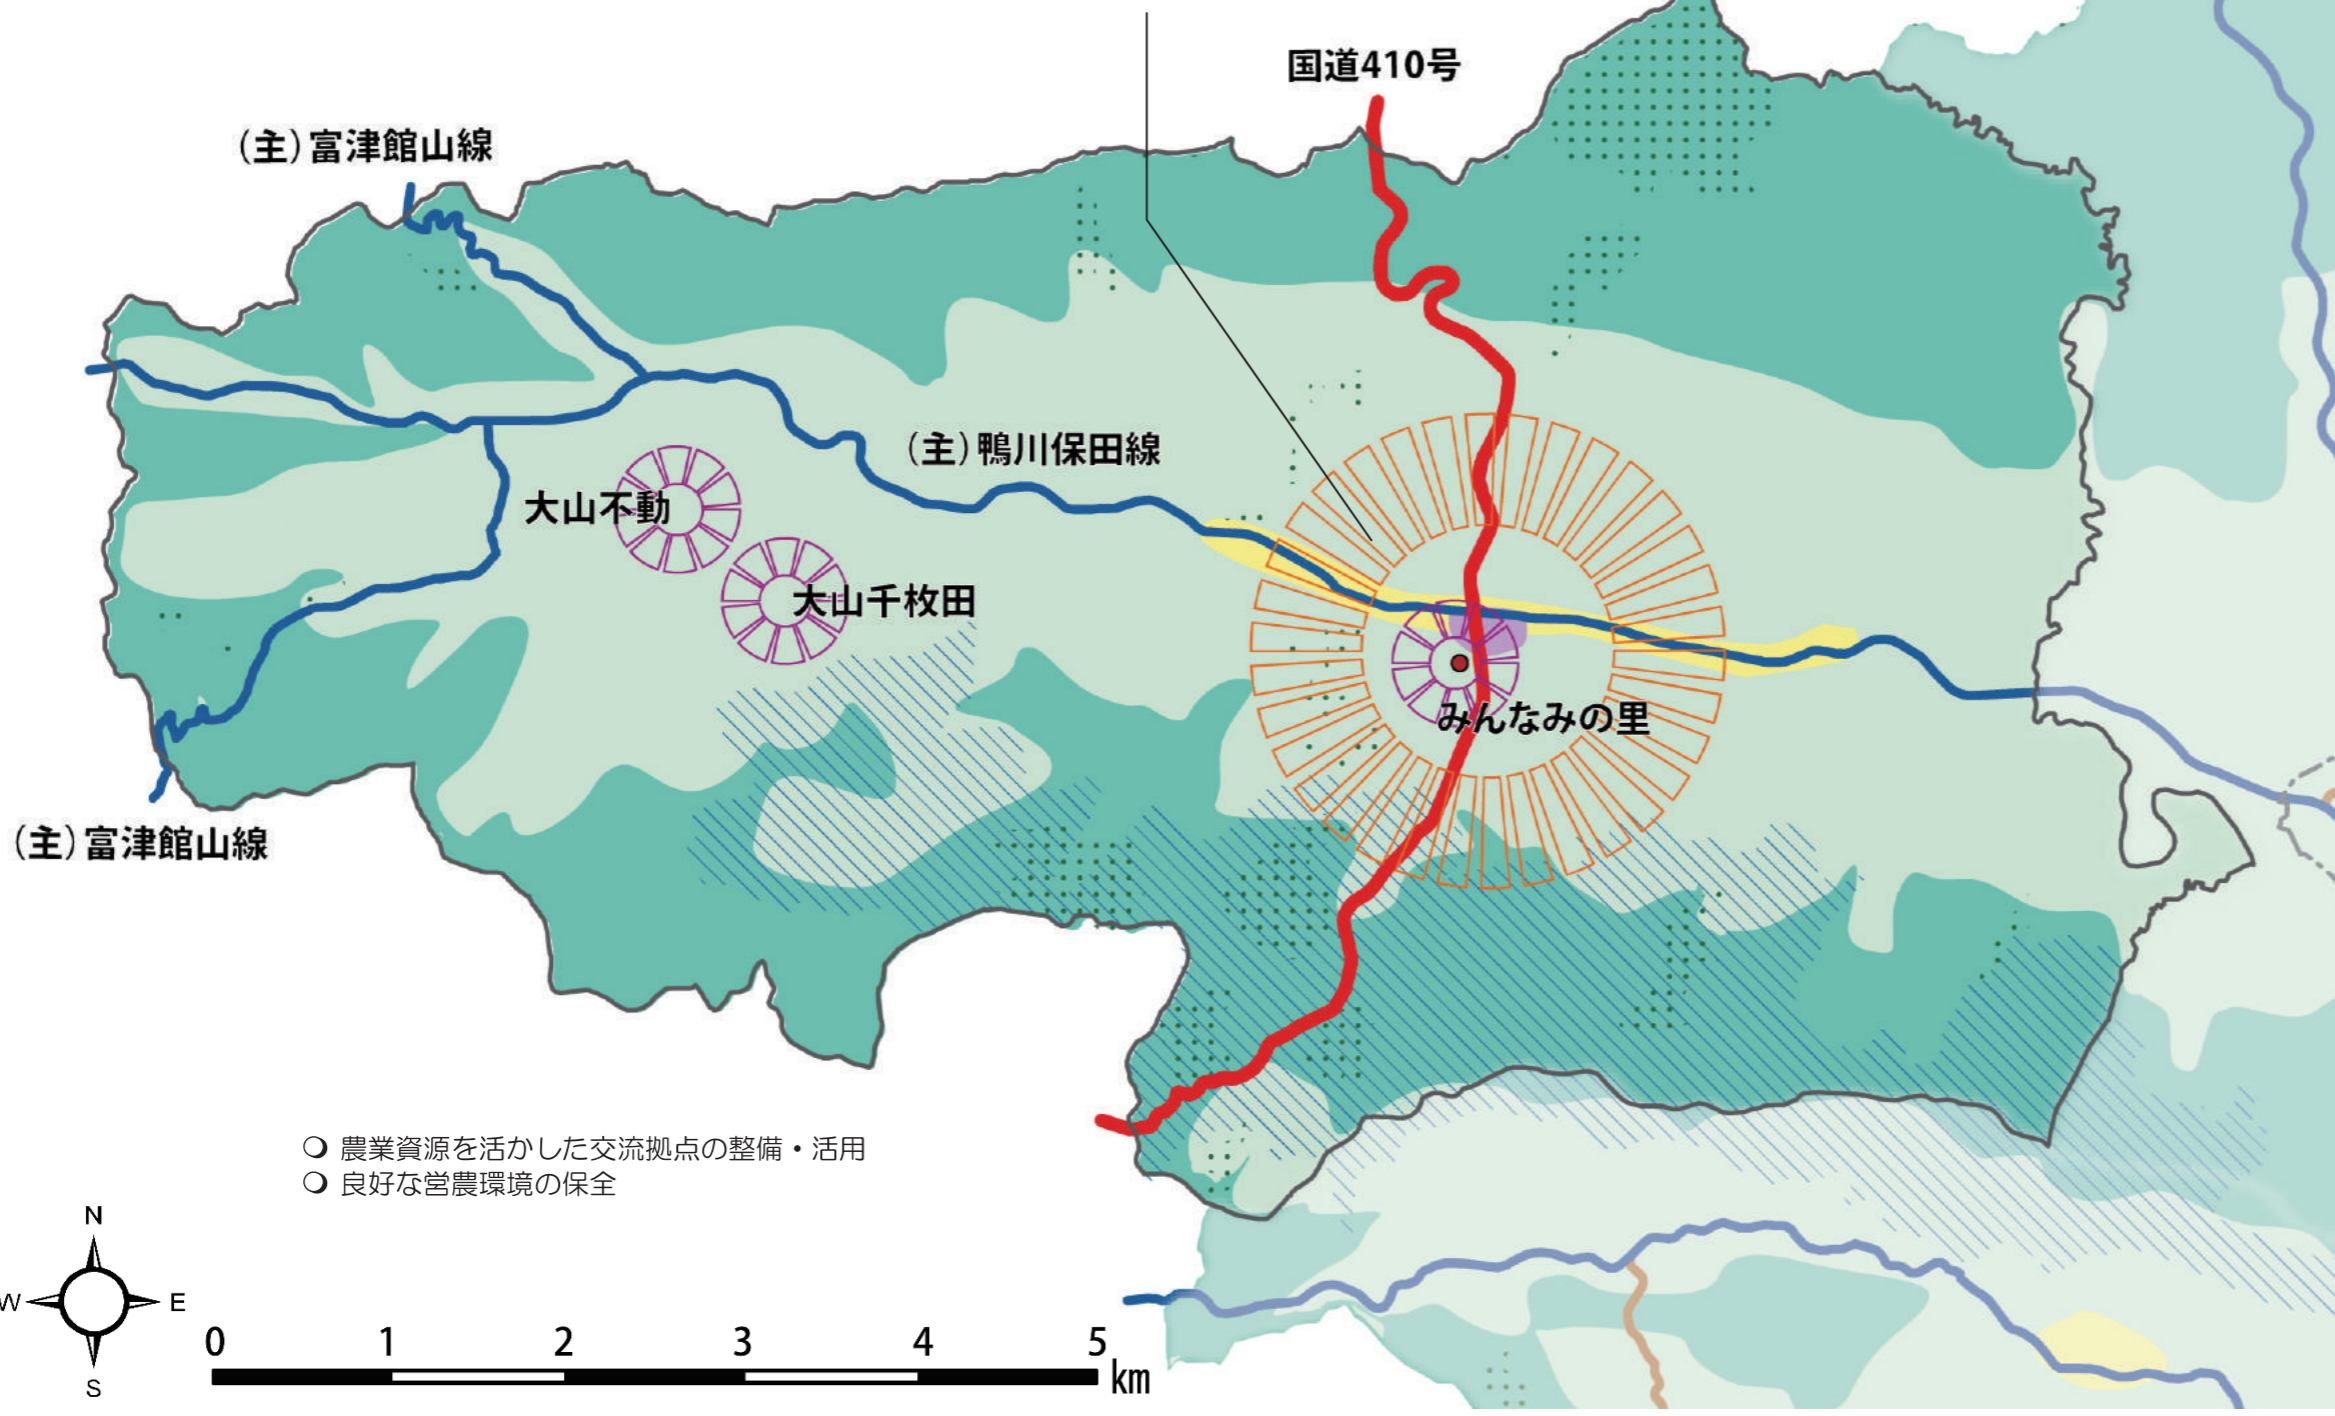 国道410号
(主)富津館山線
(主)鴨川保田線
大山不動
大山千枚田
みんなみの里
(主)富津館山線
○ 農業資源を活かした交流拠点の整備・活用
○ 良好な営農環境の保全
N
W E
S
0 1 2 3 4 5
km